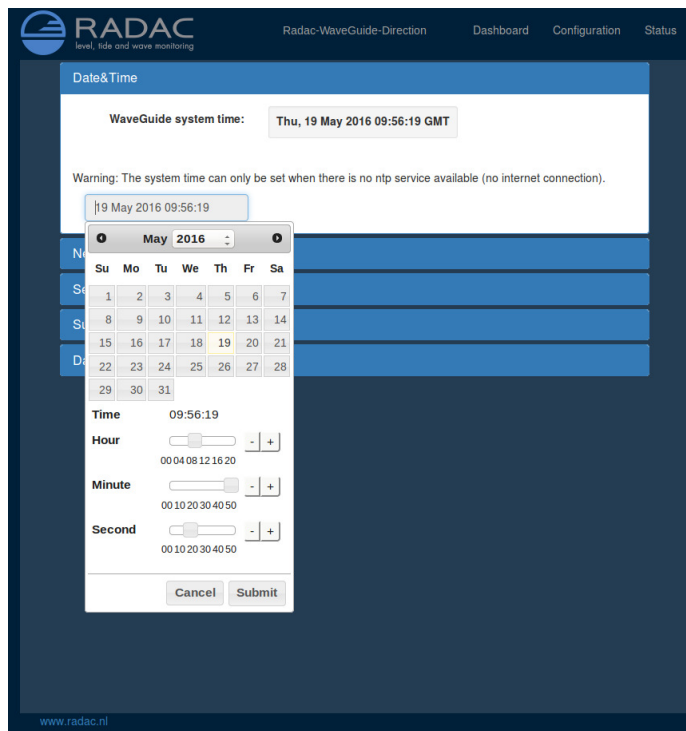 RADAC
level, tide and wave monitoring
Radac-WaveGuide-Direction Dashboard Configuration Status
Date&Time
WaveGuide system time: Thu, 19 May 2016 09:56:19 GMT
Warning: The system time can only be set when there is no ntp service available (no internet connection).
19 May 2016 09:56:19
May 2016
Su Mo Tu We Th Fr Sa
1 2 3 4 5 6 7
8 9 10 11 12 13 14
15 16 17 18 19 20 21
22 23 24 25 26 27 28
29 30 31
Time 09:56:19
Hour - +
00 04 08 12 16 20
Minute - +
00 10 20 30 40 50
Second - +
00 10 20 30 40 50
Cancel Submit
www.radac.nl